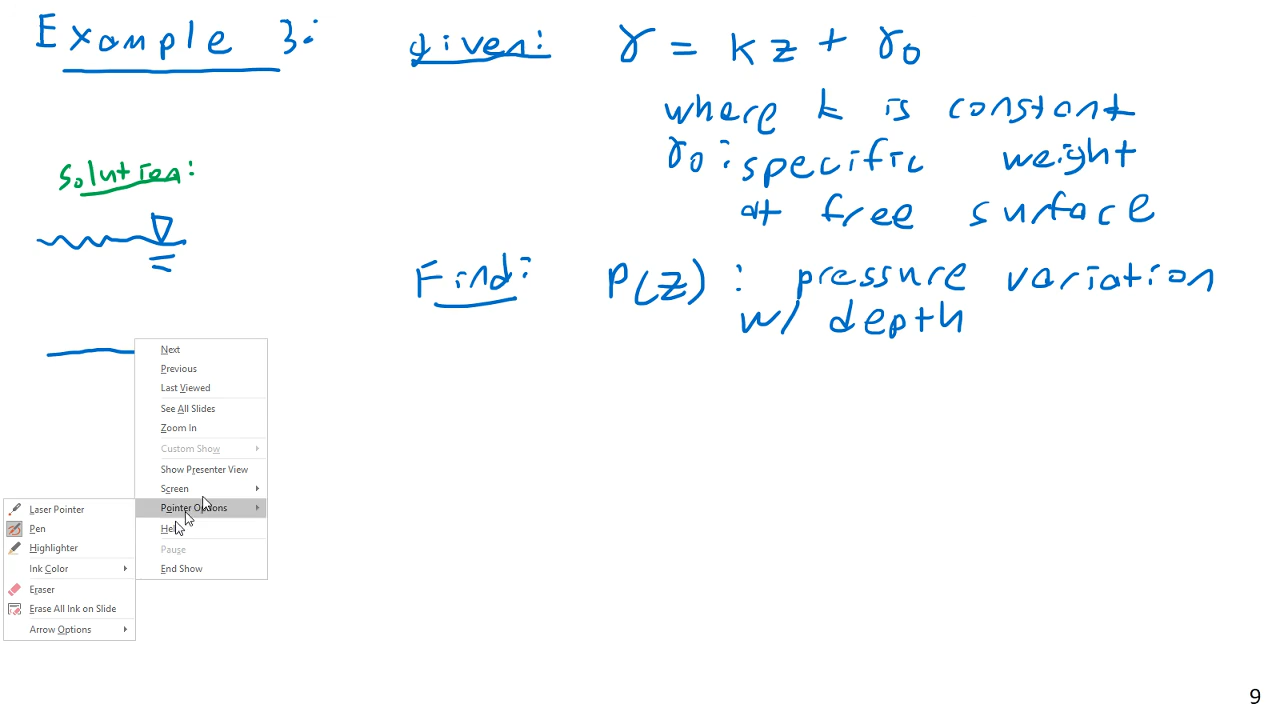 Example 3:
given: γ = kz + γ0
where k is constant
γ0: specific weight
at free surface
Find: P(z): pressure variation
w/ depth
Solution:
Next
Previous
Last Viewed
See All Slides
Zoom In
Custom Show
Show Presenter View
Screen
Pointer Options
Pause
End Show
Laser Pointer
Pen
Highlighter
Ink Color
Eraser
Erase All Ink on Slide
Arrow Options
9